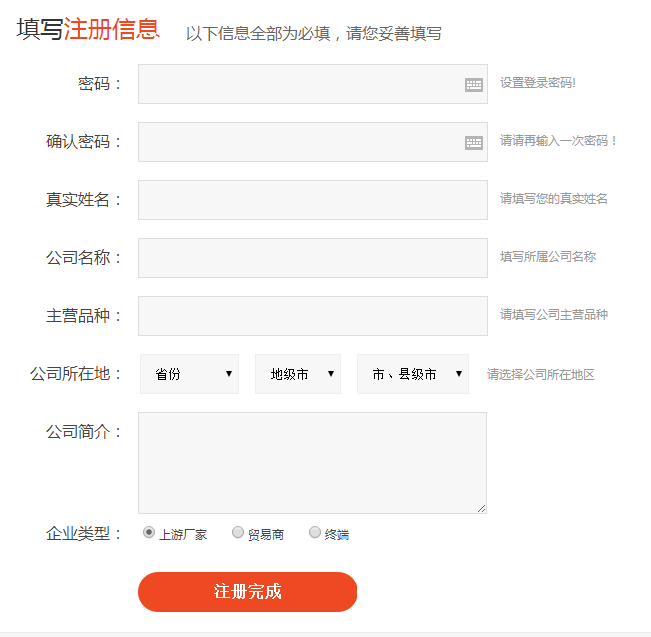 填写注册信息 以下信息全部为必填，请您妥善填写
密码： 设置登录密码!
确认密码： 请请再输入一次密码！
真实姓名： 请填写您的真实姓名
公司名称： 填写所属公司名称
主营品种： 请填写公司主营品种
公司所在地： 省份 地级市 市、县级市 请选择公司所在地区
公司简介：
企业类型： 上游厂家 贸易商 终端
注册完成